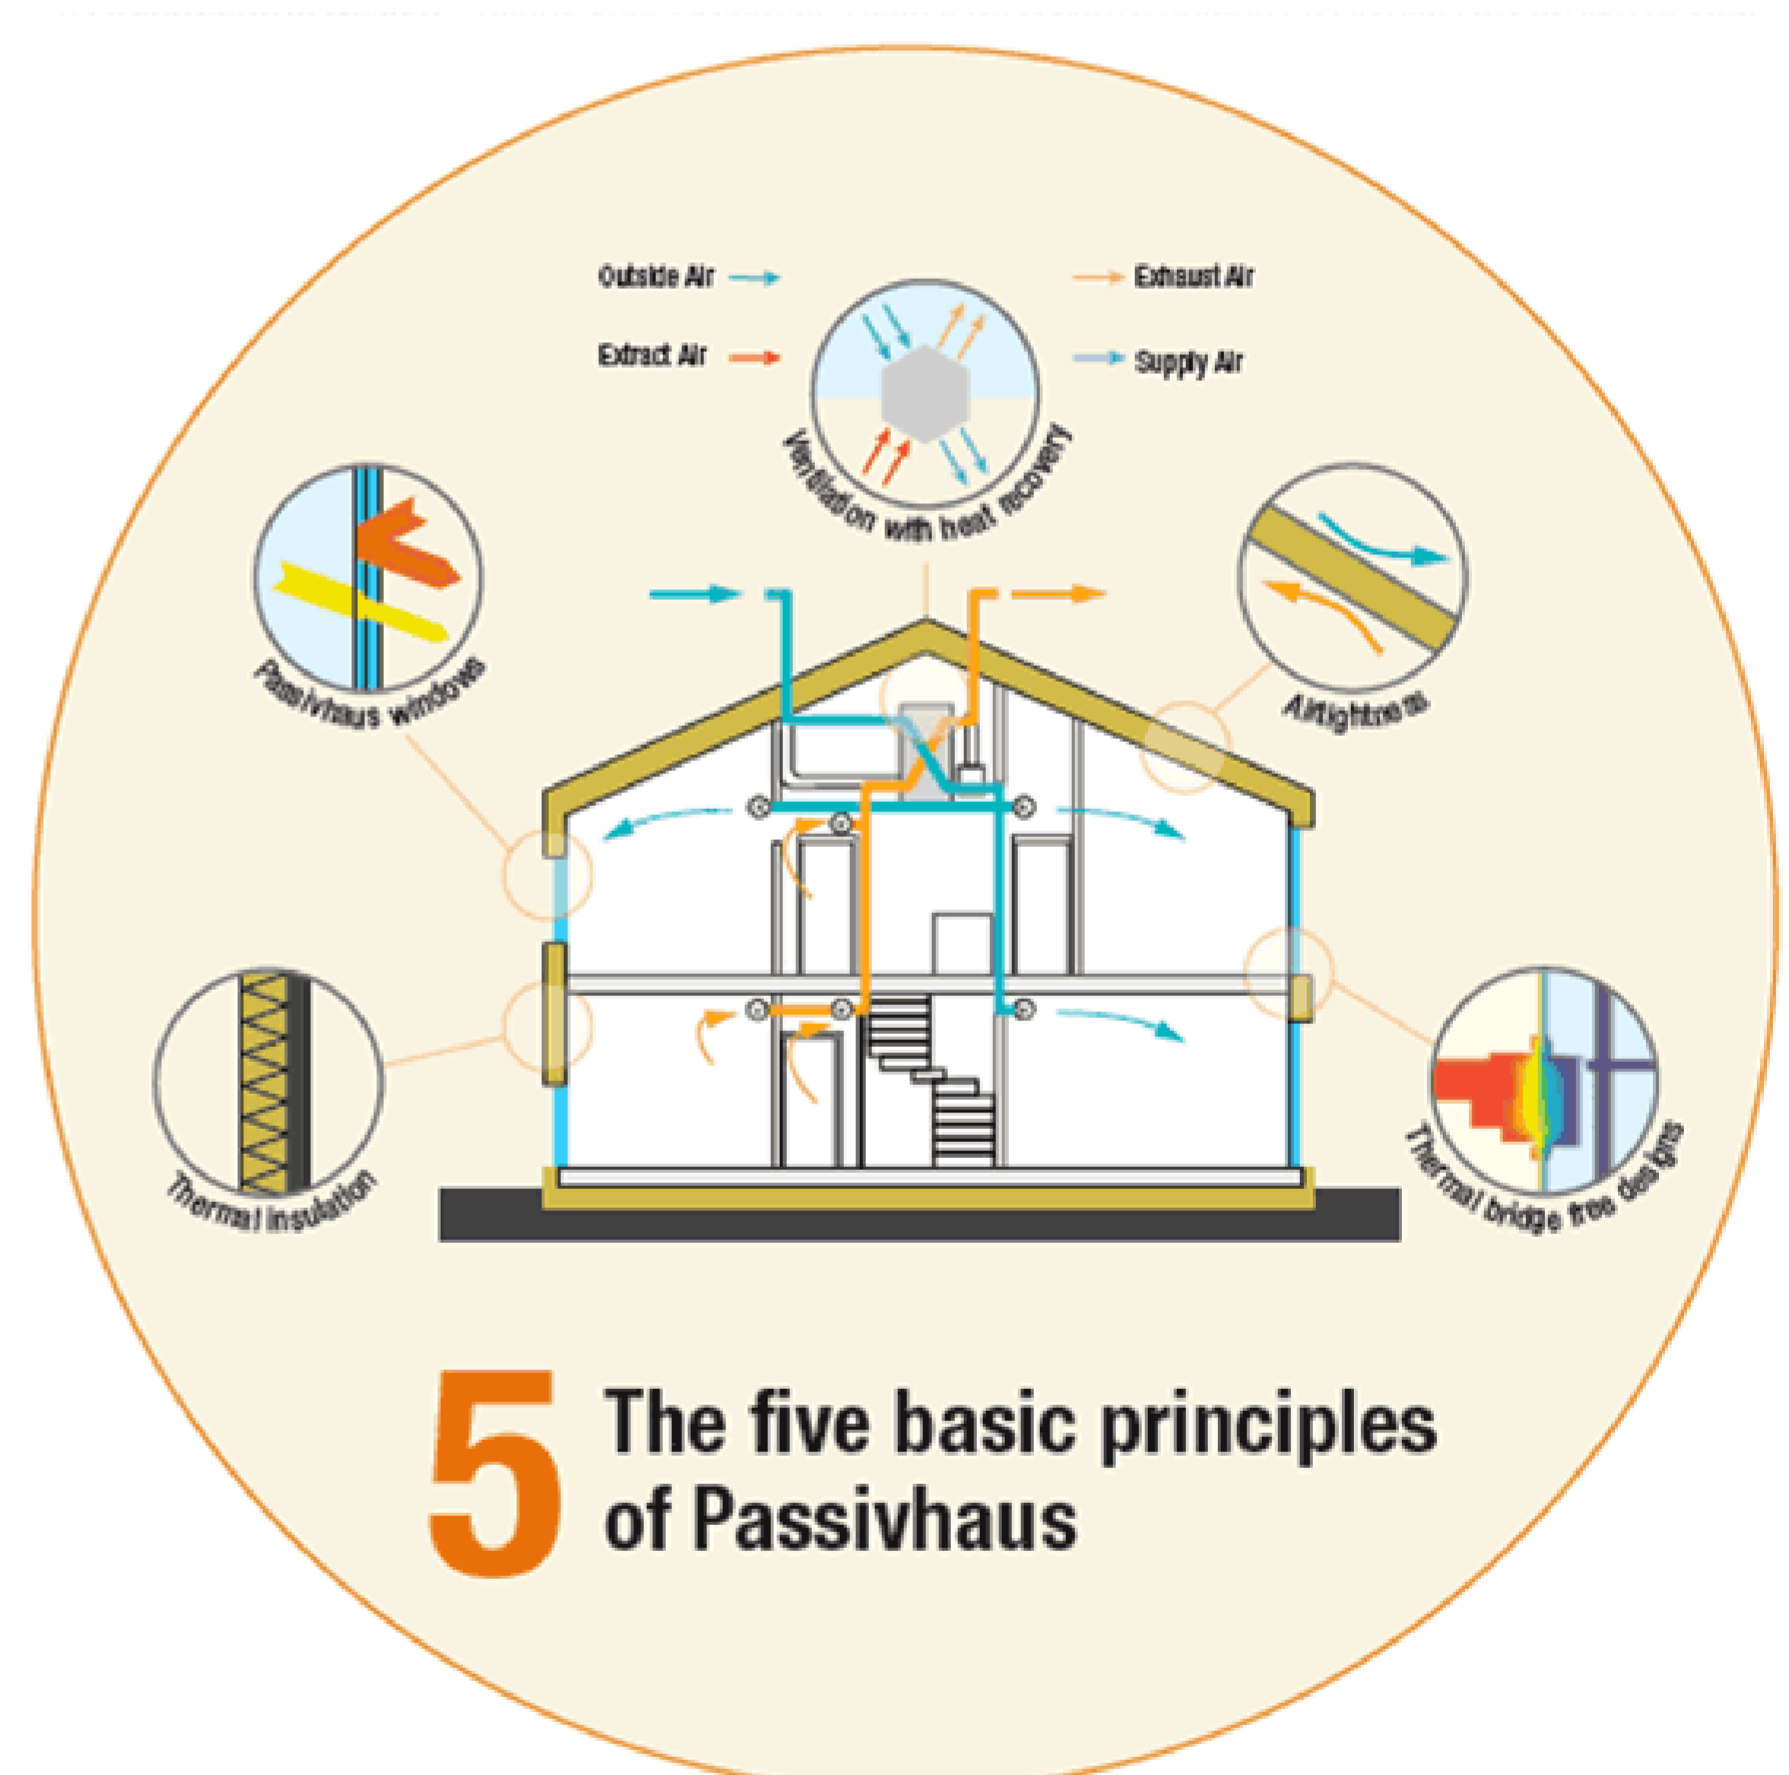 Outside Air
Exhaust Air
Extract Air
Supply Air
Ventilation with heat recovery
Passivhaus windows
Airtightness
Thermal insulation
Thermal bridge free designs
5
The five basic principles
of Passivhaus